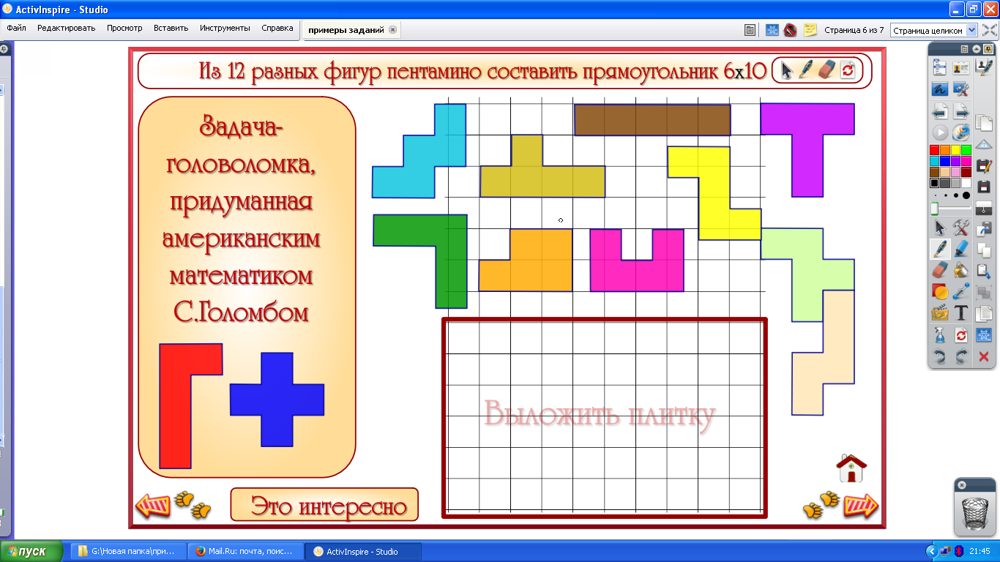 ActivInspire - Studio
Файл Редактировать Просмотр Вставить Инструменты Справка
примеры заданий
Страница 6 из 7
Страница целиком
Из 12 разных фигур пентамино составить прямоугольник 6х10
Задача-
головоломка,
придуманная
американским
математиком
С.Голомбом
Выложить плитку
Это интересно
пуск
G:\Новая папка\при...
Mail.Ru: почта, поис...
ActivInspire - Studio
21:45